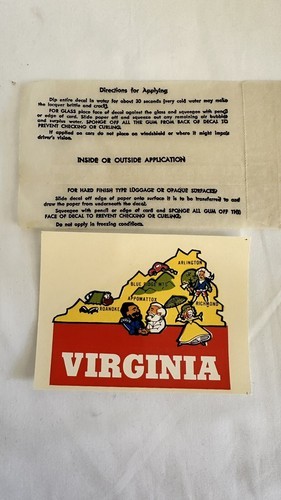 Directions for Applying
Dip entire decal in water for about 30 seconds (very cold water may make
the lacquer brittle and crack).
FOR GLASS place face of decal against the glass and squeegee with pencil
or edge of card. Slide paper off and squeeze out any remaining air bubbles
and surplus water. SPONGE OFF ALL THE GUM FROM BACK OF DECALS TO
PREVENT CHECKING OR CURLING.
If applied on cars do not place on windshield or where it might impair
driver's vision.
INSIDE OR OUTSIDE APPLICATION
FOR HARD FINISH TYPE LUGGAGE OR OPAQUE SURFACES:
Slide decal off edge of paper onto surface it is to be transferred to and
draw the paper from underneath the decal.
Squeegee with pencil or edge of card and SPONGE ALL GUM OFF THE
FACE OF DECAL TO PREVENT CHECKING OR CURLING.
Do not apply in freezing conditions.
ARLINGTON
BLUE RIDGE MTS
APPOMATTOX
RICHMOND
ROANOKE
VIRGINIA